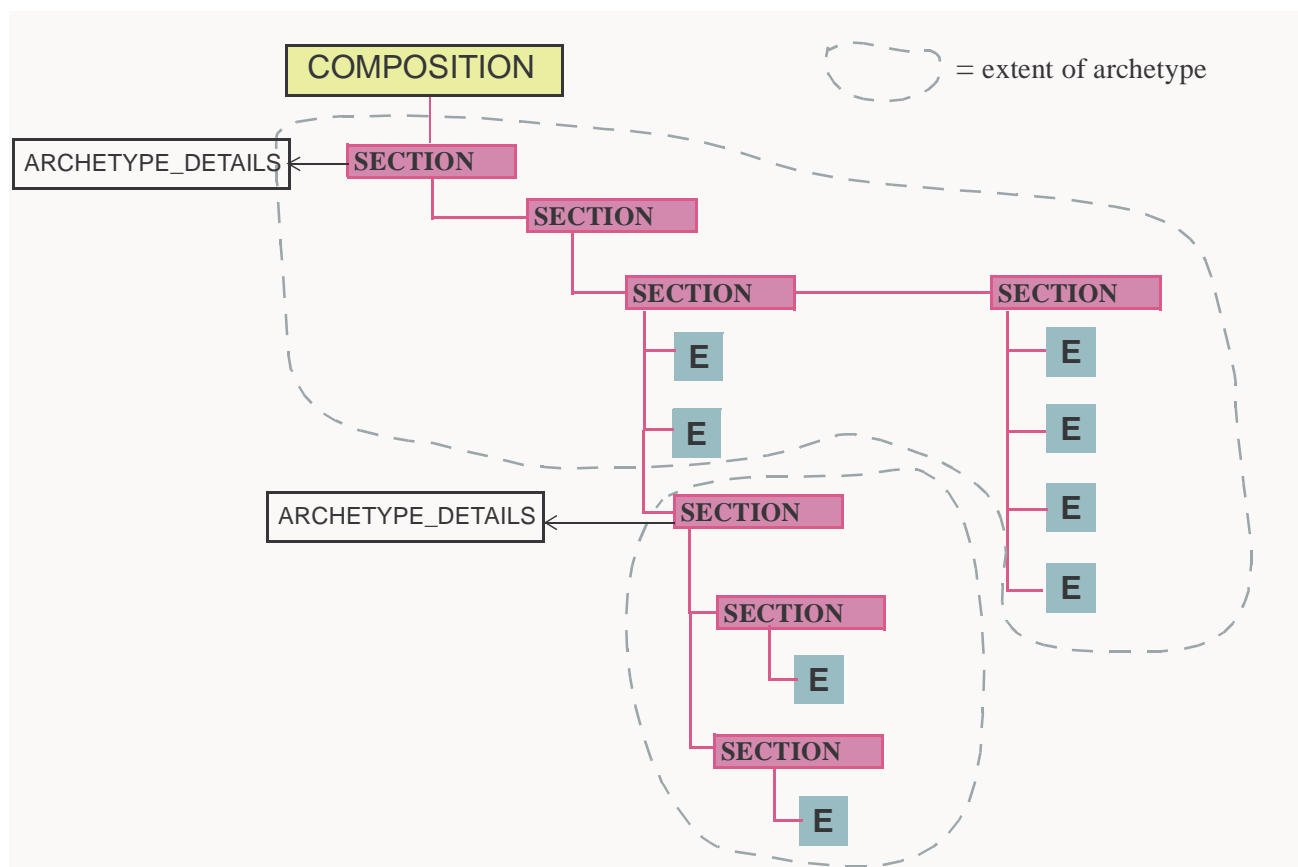 COMPOSITION
= extent of archetype
ARCHETYPE_DETAILS
SECTION
SECTION
SECTION
SECTION
E
E
E
E
E
E
ARCHETYPE_DETAILS
SECTION
SECTION
E
SECTION
E